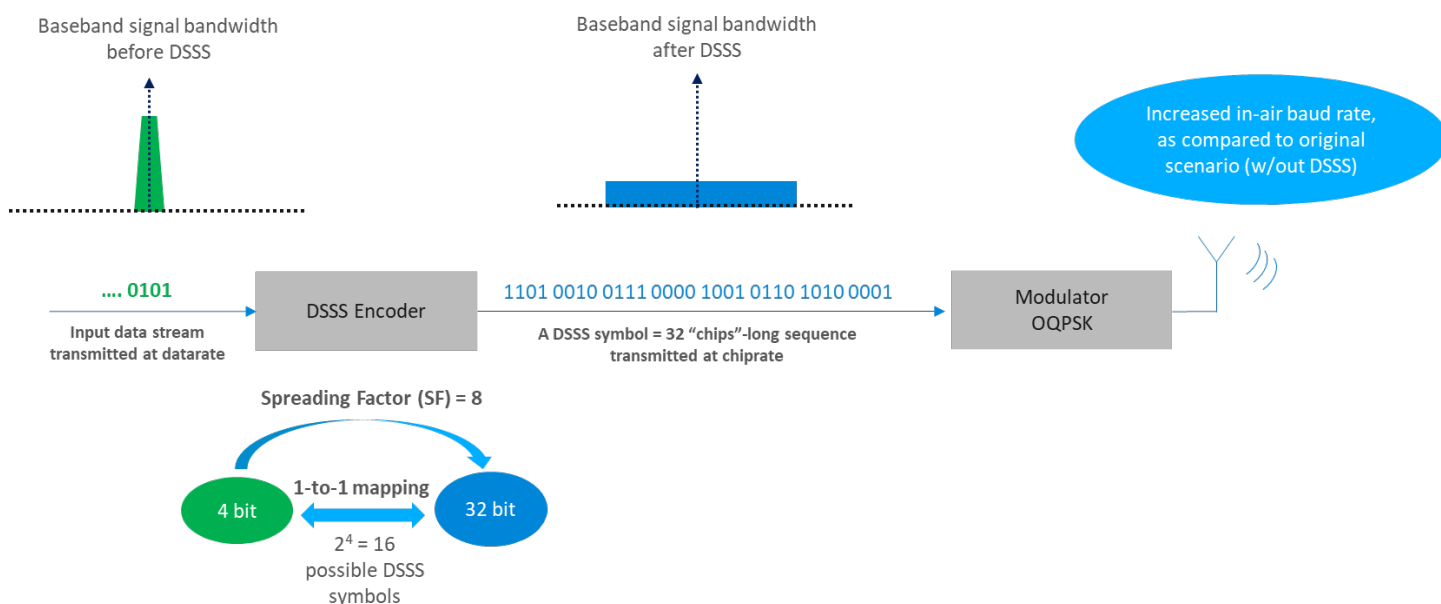 Baseband signal bandwidth
before DSSS
Baseband signal bandwidth
after DSSS
Increased in-air baud rate,
as compared to original
scenario (w/out DSSS)
.... 0101
Input data stream
transmitted at datarate
DSSS Encoder
1101 0010 0111 0000 1001 0110 1010 0001
A DSSS symbol = 32 “chips”-long sequence
transmitted at chiprate
Modulator
OQPSK
Spreading Factor (SF) = 8
4 bit
1-to-1 mapping
32 bit
2⁴ = 16
possible DSSS
symbols